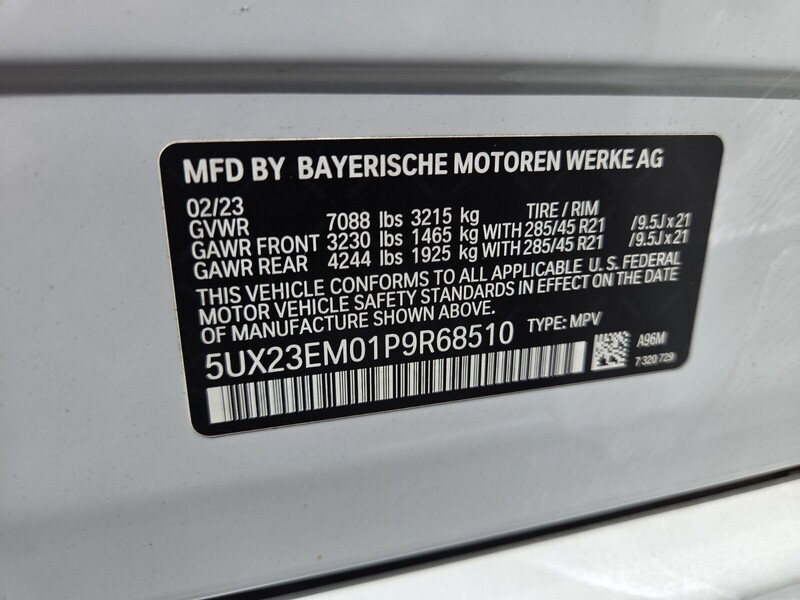 MFD BY BAYERISCHE MOTOREN WERKE AG
02/23 TIRE / RIM
GVWR 7088 lbs 3215 kg
GAWR FRONT 3230 lbs 1465 kg WITH 285/45 R21 /9.5J x 21
GAWR REAR 4244 lbs 1925 kg WITH 285/45 R21 /9.5J x 21
THIS VEHICLE CONFORMS TO ALL APPLICABLE U. S. FEDERAL
MOTOR VEHICLE SAFETY STANDARDS IN EFFECT ON THE DATE
OF MANUFACTURE SHOWN ABOVE.
5UX23EM01P9R68510 TYPE: MPV
A96M
7 320 729